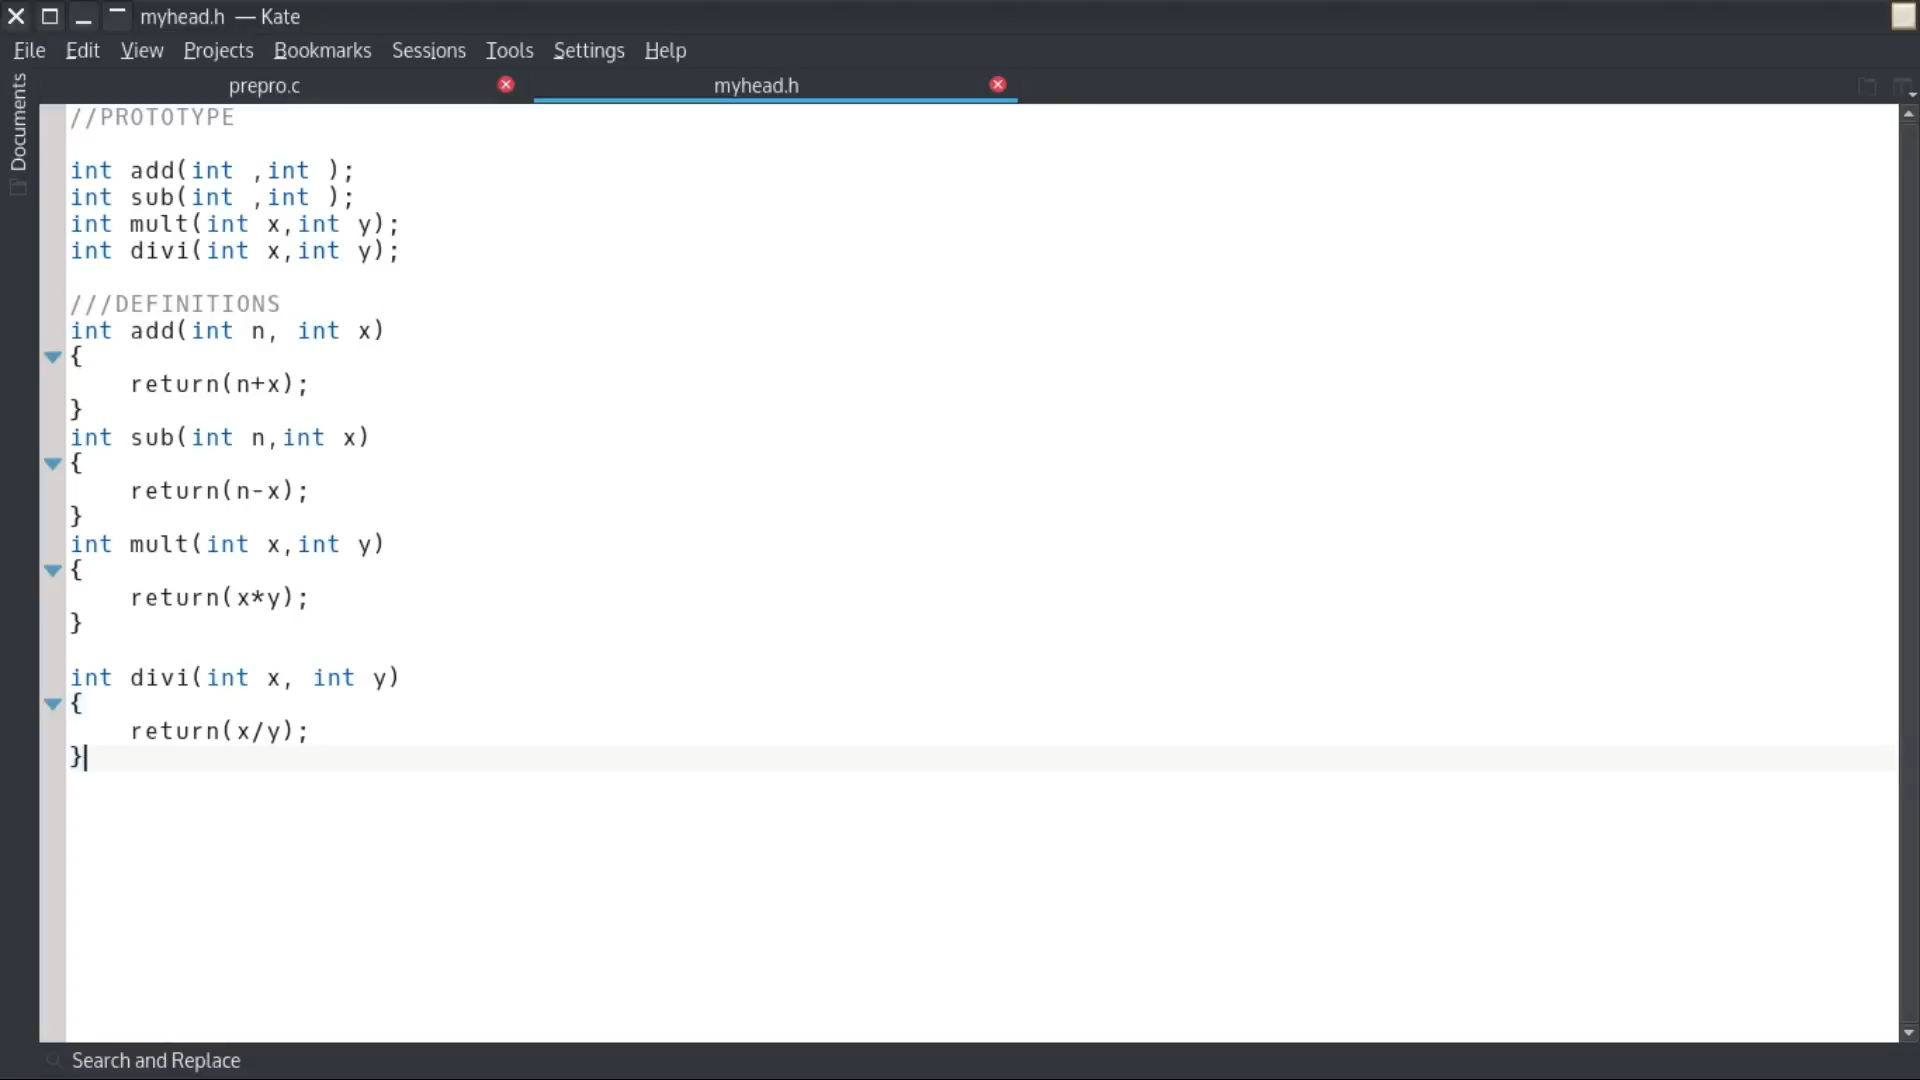 myhead.h — Kate
File Edit View Projects Bookmarks Sessions Tools Settings Help
Documents
prepro.c myhead.h
//PROTOTYPE
int add(int ,int );
int sub(int ,int );
int mult(int x,int y);
int divi(int x,int y);
///DEFINITIONS
int add(int n, int x)
{
    return(n+x);
}
int sub(int n,int x)
{
    return(n-x);
}
int mult(int x,int y)
{
    return(x*y);
}
int divi(int x, int y)
{
    return(x/y);
}
Search and Replace